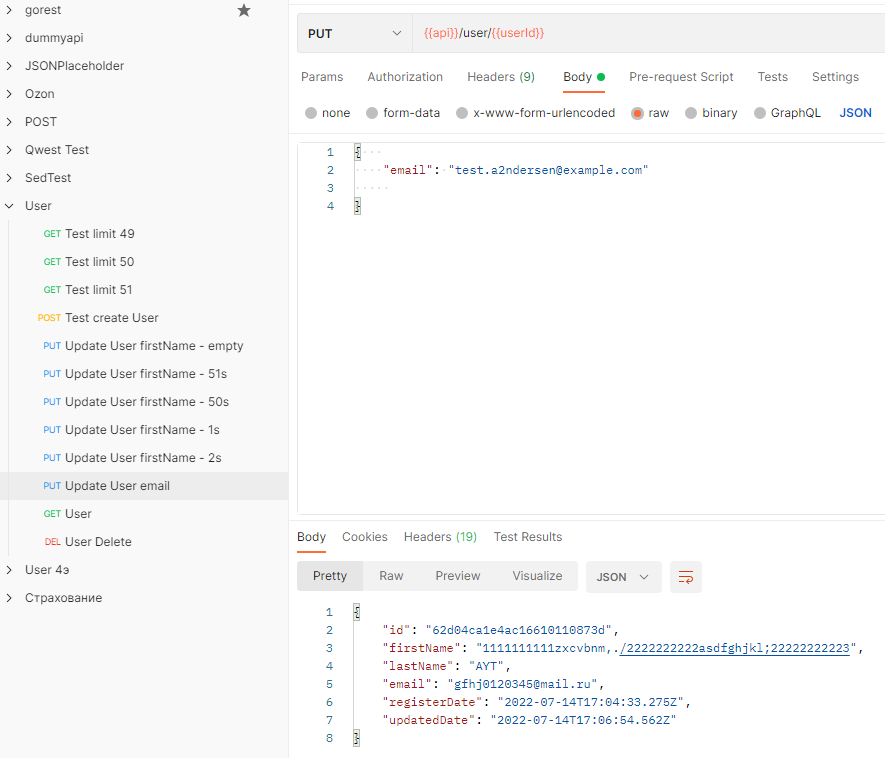 gorest
dummyapi
JSONPlaceholder
Ozon
POST
Qwest Test
SedTest
User
GET Test limit 49
GET Test limit 50
GET Test limit 51
POST Test create User
PUT Update User firstName - empty
PUT Update User firstName - 51s
PUT Update User firstName - 50s
PUT Update User firstName - 1s
PUT Update User firstName - 2s
PUT Update User email
GET User
DEL User Delete
User 4э
Страхование
PUT {{api}}/user/{{userId}}
Params Authorization Headers (9) Body Pre-request Script Tests Settings
none form-data x-www-form-urlencoded raw binary GraphQL JSON
1 {
2 "email": "test.a2ndersen@example.com"
3
4 }
Body Cookies Headers (19) Test Results
Pretty Raw Preview Visualize JSON
1 {
2 "id": "62d04ca1e4ac16610110873d",
3 "firstName": "1111111111zxcvbnm,./2222222222asdfghjkl;22222222223",
4 "lastName": "AYT",
5 "email": "gfhj0120345@mail.ru",
6 "registerDate": "2022-07-14T17:04:33.275Z",
7 "updatedDate": "2022-07-14T17:06:54.562Z"
8 }